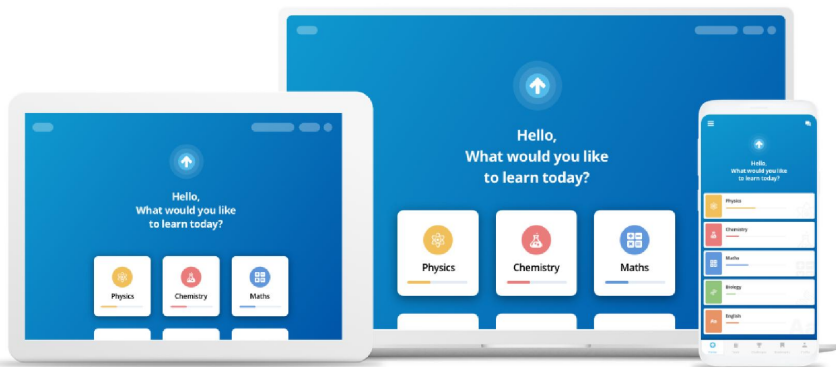 Hello,
What would you like
to learn today?
Physics
Chemistry
Maths
Hello,
What would you like
to learn today?
Physics
Chemistry
Maths
Hello,
What would you like
to learn today?
Physics
Chemistry
Maths
Biology
English